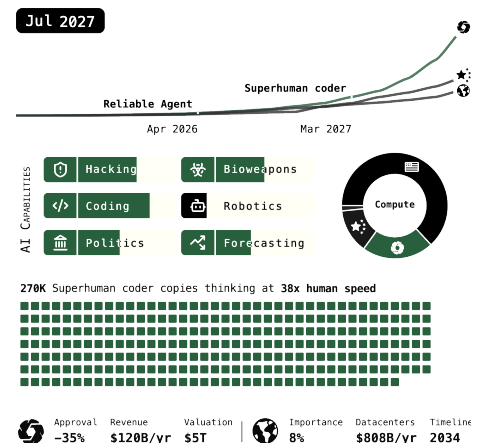 Jul 2027
Superhuman coder
Reliable Agent
Apr 2026 Mar 2027
AI Capabilities
Hacking Bioweapons
Coding Robotics
Politics Forecasting
Compute
270K Superhuman coder copies thinking at 38x human speed
Approval Revenue Valuation Importance Datacenters Timeline
-35% $120B/yr $5T 8% $808B/yr 2034